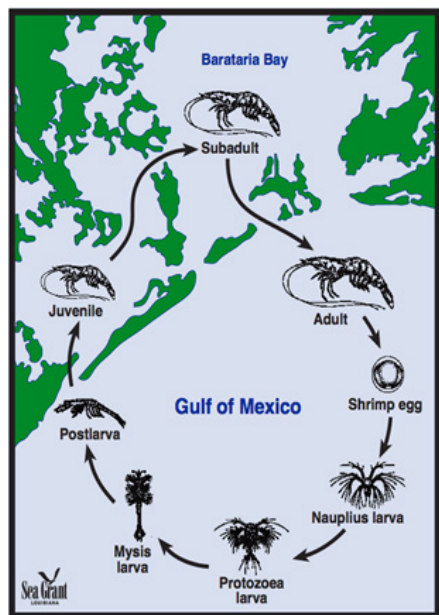 Barataria Bay
Subadult
Juvenile
Adult
Gulf of Mexico
Shrimp egg
Postlarva
Nauplius larva
Mysis
larva
Protozoea
larva
Sea Grant
LOUISIANA